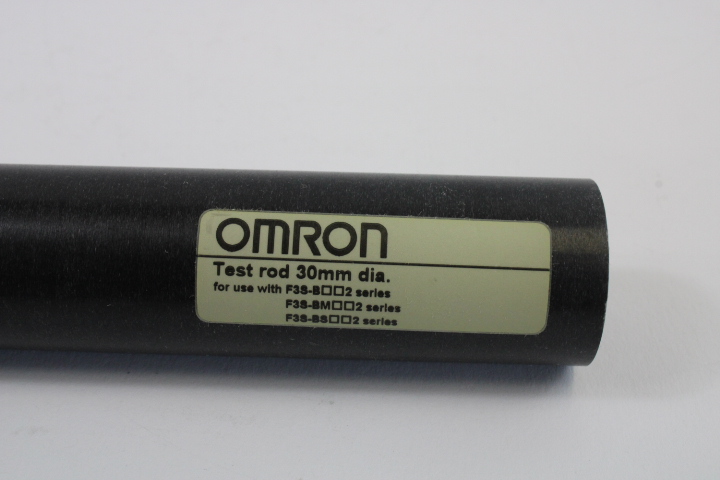 OMRON
Test rod 30mm dia.
for use with F3S-B□□2 series
F3S-BM□□2 series
F3S-BS□□2 series